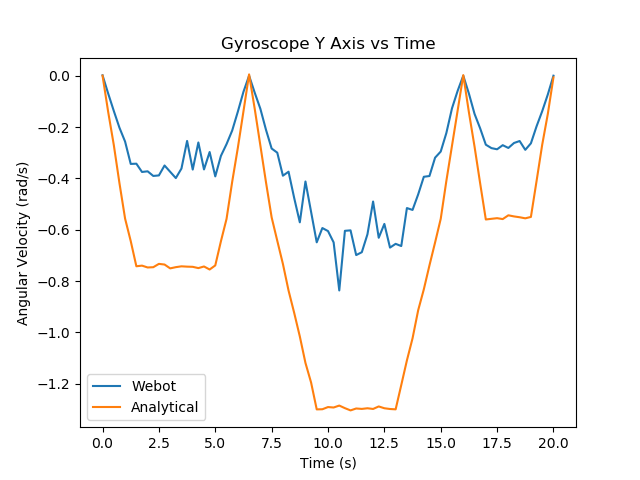 Gyroscope Y Axis vs Time
Angular Velocity (rad/s)
0.0
−0.2
−0.4
−0.6
−0.8
−1.0
−1.2
Webot
Analytical
0.0 2.5 5.0 7.5 10.0 12.5 15.0 17.5 20.0
Time (s)